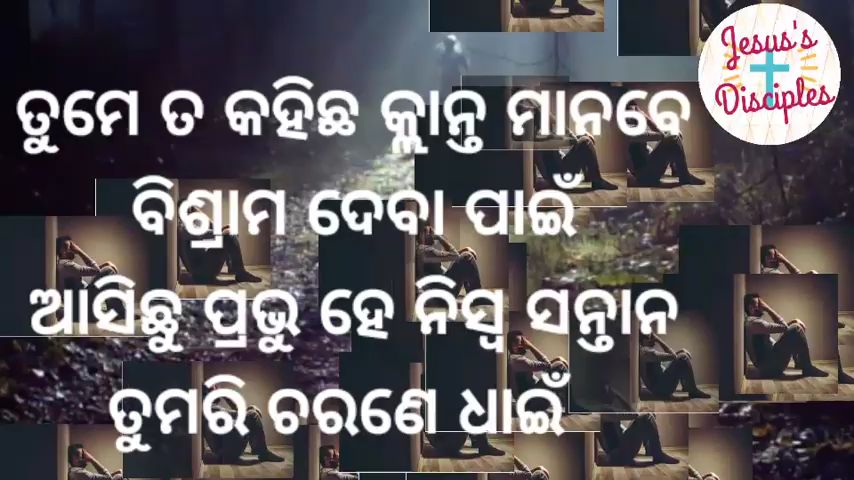 Jesus's
Disciples
ତୁମେ ତ କହିଛ କ୍ଲାନ୍ତ ମାନବେ
ବିଶ୍ରାମ ଦେବା ପାଇଁ
ଆସିଛୁ ପ୍ରଭୁ ହେ ନିସ୍ୱ ସନ୍ତାନ
ତୁମରି ଚରଣେ ଧାଇଁ